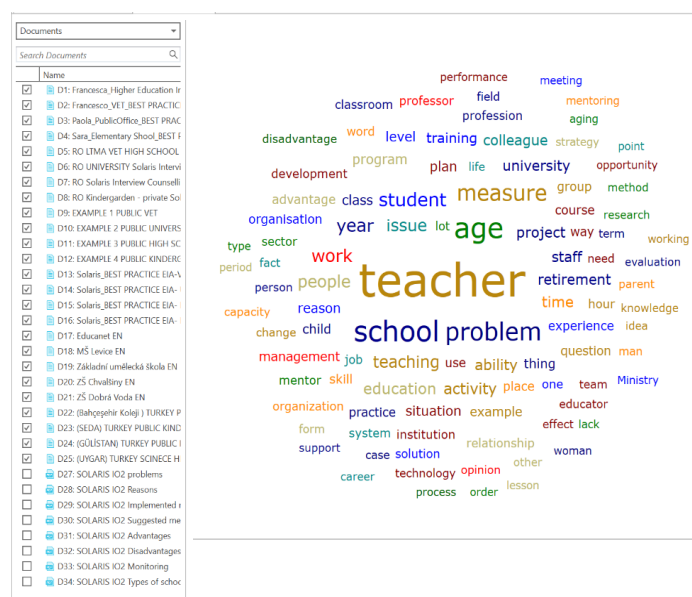 Documents
Search Documents
Name
D1: Francesca_Higher Education Ir
D2: Francesco_VET_BEST PRACTIC
D3: Paola_PublicOffice_BEST PRAC
D4: Sara_Elementary Shool_BEST F
D5: RO LTMA VET HIGH SCHOOL
D6: RO UNIVERSITY Solaris Intervi
D7: RO Solaris Interview Counselli
D8: RO Kindergarden - private Sol
D9: EXAMPLE 1 PUBLIC VET
D10: EXAMPLE 2 PUBLIC UNIVERS
D11: EXAMPLE 3 PUBLIC HIGH SC
D12: EXAMPLE 4 PUBLIC KINDERG
D13: Solaris_BEST PRACTICE EIA-V
D14: Solaris_BEST PRACTICE EIA-
D15: Solaris_BEST PRACTICE EIA-
D16: Solaris_BEST PRACTICE EIA-
D17: Educanet EN
D18: MŠ Levice EN
D19: Základní umělecká škola EN
D20: ZŠ Chvalšiny EN
D21: ZŠ Dobrá Voda EN
D22: (Bahçeşehir Koleji ) TURKEY P
D23: (SEDA) TURKEY PUBLIC KIND
D24: (GÜLİSTAN) TURKEY PUBLIC I
D25: (UYGAR) TURKEY SCINECE H
D27: SOLARIS IO2 problems
D28: SOLARIS IO2 Reasons
D29: SOLARIS IO2 Implemented r
D30: SOLARIS IO2 Suggested me
D31: SOLARIS IO2 Advantages
D32: SOLARIS IO2 Disadvantages
D33: SOLARIS IO2 Monitoring
D34: SOLARIS IO2 Types of schoc
performance meeting
classroom professor field mentoring
profession aging
disadvantage word level training colleague strategy point
program plan life university opportunity
development
advantage class student measure group method
organisation year issue lot age course research
type sector project way term working
period fact work teacher staff need evaluation
person people retirement parent
capacity reason time hour knowledge
change child school problem experience idea
management job teaching use ability thing question man
mentor skill education activity place one team Ministry
organization practice situation example educator
form system institution relationship effect lack
support case solution other woman
career technology opinion lesson
process order